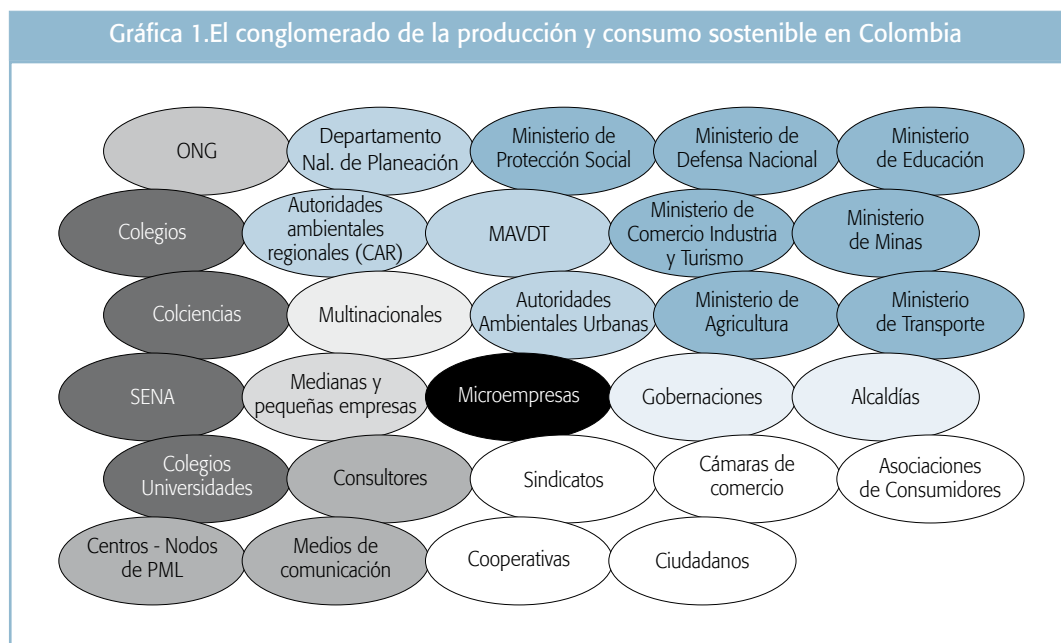 Gráfica 1.El conglomerado de la producción y consumo sostenible en Colombia
ONG
Departamento
Nal. de Planeación
Ministerio de
Protección Social
Ministerio de
Defensa Nacional
Ministerio
de Educación
Colegios
Autoridades
ambientales
regionales (CAR)
MAVDT
Ministerio de
Comercio Industria
y Turismo
Ministerio
de Minas
Colciencias
Multinacionales
Autoridades
Ambientales Urbanas
Ministerio de
Agricultura
Ministerio
de Transporte
SENA
Medianas y
pequeñas empresas
Microempresas
Gobernaciones
Alcaldías
Colegios
Universidades
Consultores
Sindicatos
Cámaras de
comercio
Asociaciones
de Consumidores
Centros - Nodos
de PML
Medios de
comunicación
Cooperativas
Ciudadanos